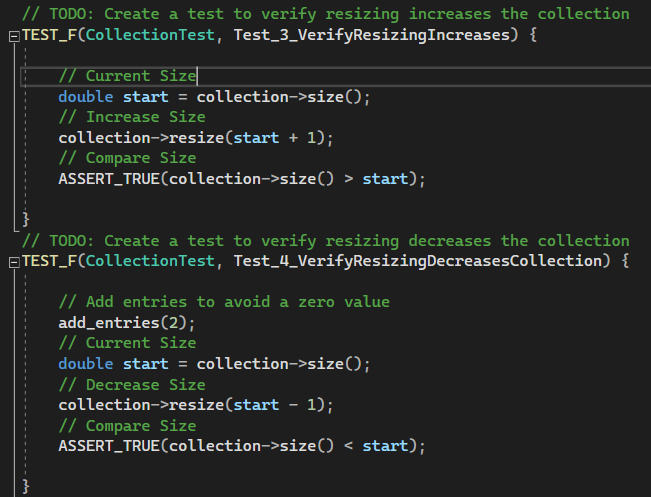 // TODO: Create a test to verify resizing increases the collection
TEST_F(CollectionTest, Test_3_VerifyResizingIncreases) {
// Current Size
double start = collection->size();
// Increase Size
collection->resize(start + 1);
// Compare Size
ASSERT_TRUE(collection->size() > start);
}
// TODO: Create a test to verify resizing decreases the collection
TEST_F(CollectionTest, Test_4_VerifyResizingDecreasesCollection) {
// Add entries to avoid a zero value
add_entries(2);
// Current Size
double start = collection->size();
// Decrease Size
collection->resize(start - 1);
// Compare Size
ASSERT_TRUE(collection->size() < start);
}